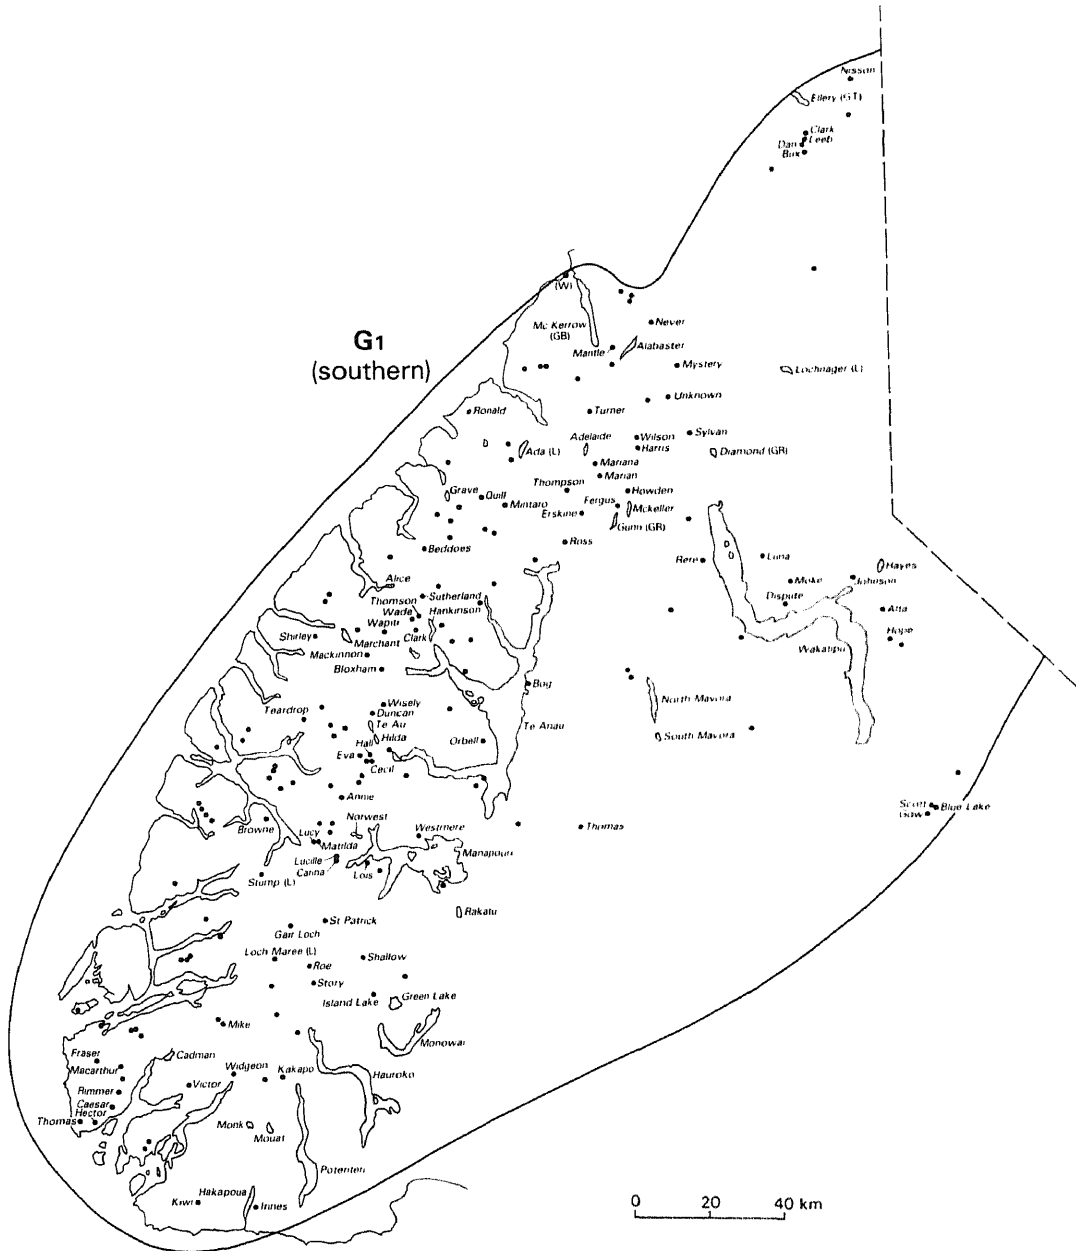 Nisson
Ellery (GT)
Clark
Leeb
Dan
Bux
(W)
Mc Kerrow
(GB)
Never
Alabaster
Mantle
Mystery
Lochnager (L)
G1
(southern)
Unknown
Ronald
Turner
Adelaide
Wilson
Sylvan
Harris
Ada (L)
Diamond (GR)
Mariana
Marian
Thompson
Howden
Grave
Quill
Mintaro
Fergus
Mckeller
Erskine
Gunn (GR)
Beddoes
Ross
Rere
Luna
Hayes
Alice
Moke
Johnson
Thomson
Sutherland
Dispute
Wade
Hankinson
Atta
Wapiti
Shirley
Marchant
Clark
Hope
Mackinnon
Wakatipu
Bloxham
Bog
North Mavora
Wisely
Teardrop
Duncan
Te Au
Te Anau
Hall
Hilda
Orbell
South Mavora
Eva
Cecil
Annie
Scott
Blue Lake
Gow
Norwest
Browne
Westmere
Thomas
Lucy
Matilda
Manapouri
Lucille
Carina
Lois
Stump (L)
Rakatu
St Patrick
Gair Loch
Loch Maree (L)
Shallow
Roe
Story
Island Lake
Green Lake
Mike
Monowai
Fraser
Cadman
Macarthur
Widgeon
Kakapo
Hauroko
Rimmer
Victor
Caesar
Hector
Thomas
Monk
Mouat
Poteriteri
Hakapoua
Kiwi
Innes
0 20 40 km